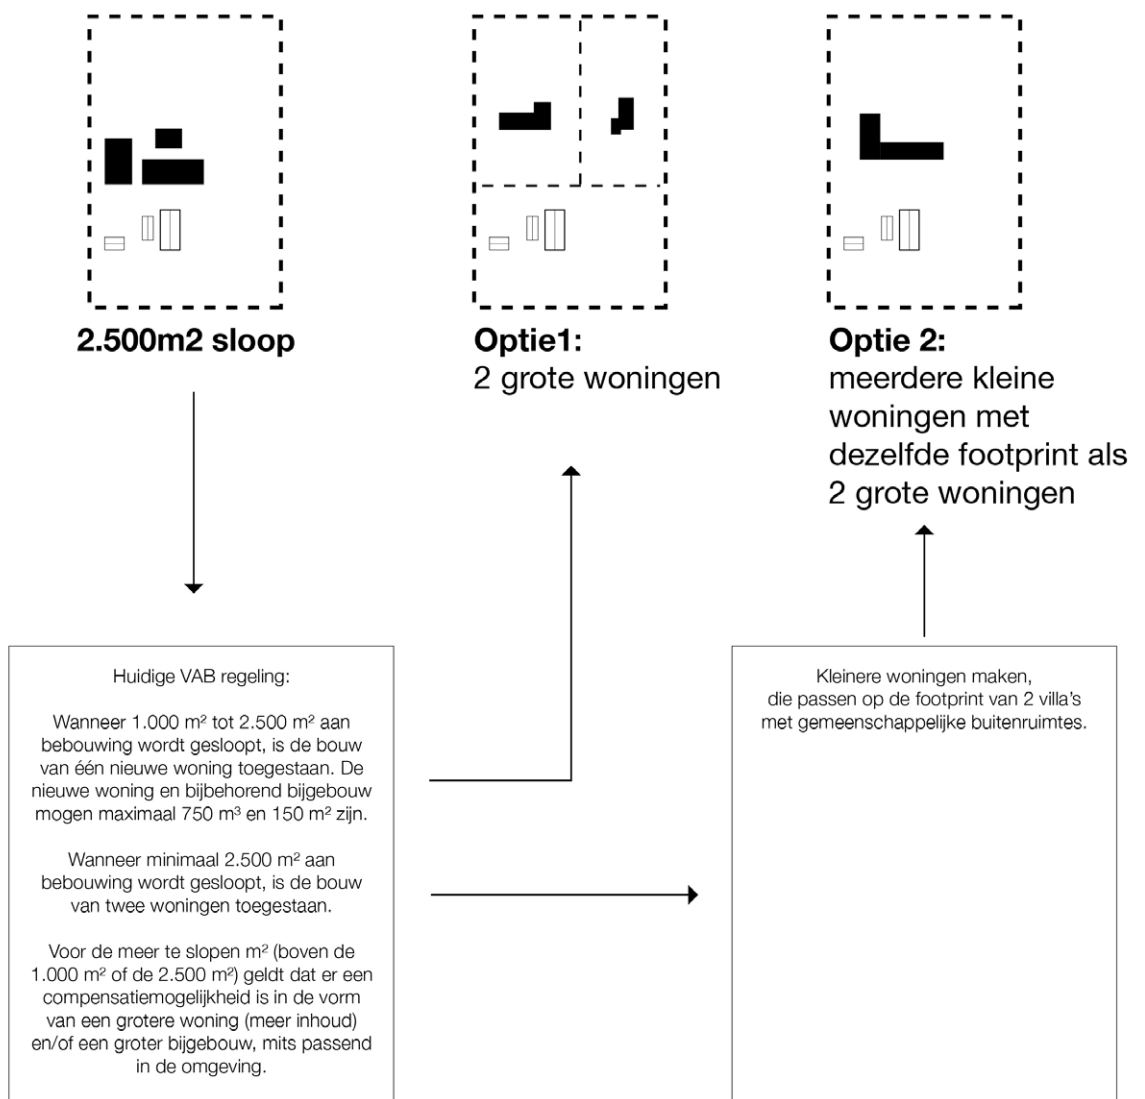 2.500m2 sloop
Optie1:
2 grote woningen
Optie 2:
meerdere kleine
woningen met
dezelfde footprint als
2 grote woningen
Huidige VAB regeling:
Wanneer 1.000 m² tot 2.500 m² aan
bebouwing wordt gesloopt, is de bouw
van één nieuwe woning toegestaan. De
nieuwe woning en bijbehorend bijgebouw
mogen maximaal 750 m³ en 150 m² zijn.
Wanneer minimaal 2.500 m² aan
bebouwing wordt gesloopt, is de bouw
van twee woningen toegestaan.
Voor de meer te slopen m² (boven de
1.000 m² of de 2.500 m²) geldt dat er een
compensatiemogelijkheid is in de vorm
van een grotere woning (meer inhoud)
en/of een groter bijgebouw, mits passend
in de omgeving.
Kleinere woningen maken,
die passen op de footprint van 2 villa's
met gemeenschappelijke buitenruimtes.